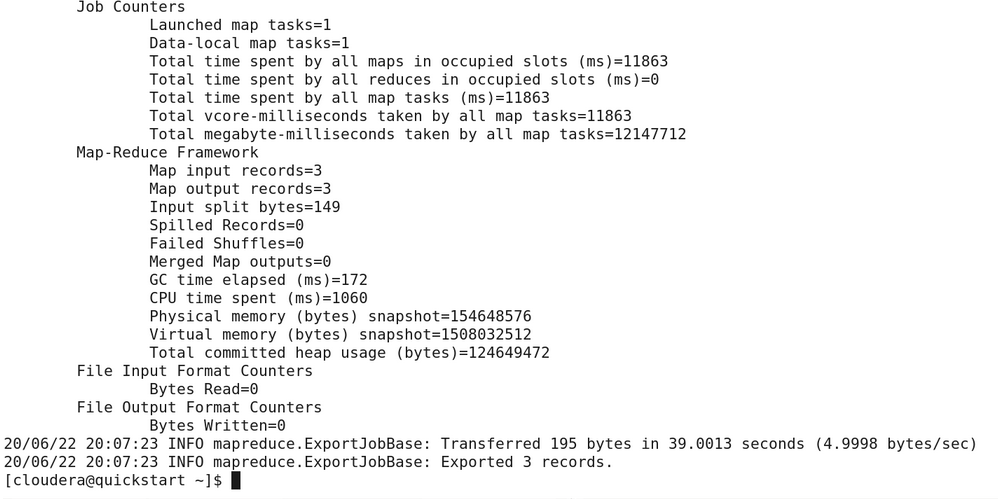 Job Counters
Launched map tasks=1
Data-local map tasks=1
Total time spent by all maps in occupied slots (ms)=11863
Total time spent by all reduces in occupied slots (ms)=0
Total time spent by all map tasks (ms)=11863
Total vcore-milliseconds taken by all map tasks=11863
Total megabyte-milliseconds taken by all map tasks=12147712
Map-Reduce Framework
Map input records=3
Map output records=3
Input split bytes=149
Spilled Records=0
Failed Shuffles=0
Merged Map outputs=0
GC time elapsed (ms)=172
CPU time spent (ms)=1060
Physical memory (bytes) snapshot=154648576
Virtual memory (bytes) snapshot=1508032512
Total committed heap usage (bytes)=124649472
File Input Format Counters
Bytes Read=0
File Output Format Counters
Bytes Written=0
20/06/22 20:07:23 INFO mapreduce.ExportJobBase: Transferred 195 bytes in 39.0013 seconds (4.9998 bytes/sec)
20/06/22 20:07:23 INFO mapreduce.ExportJobBase: Exported 3 records.
[cloudera@quickstart ~]$